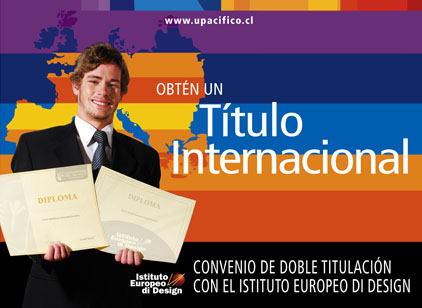 www.upacifico.cl
OBTÉN UN
Título
Internacional
DIPLOMA
DIPLOMA
Istituto
Europeo
di Design
CONVENIO DE DOBLE TITULACIÓN
CON EL ISTITUTO EUROPEO DI DESIGN